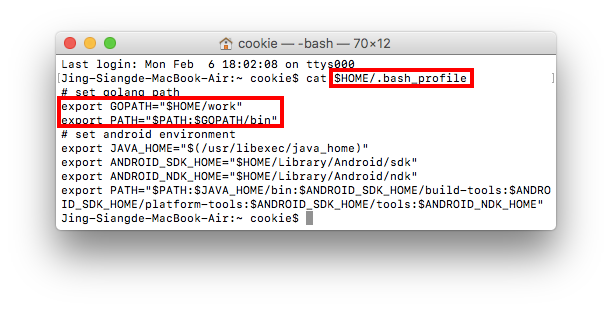 cookie — -bash — 70×12
Last login: Mon Feb  6 18:02:08 on ttys000
[Jing-Siangde-MacBook-Air:~ cookie$ cat $HOME/.bash_profile ]
# set golang path
export GOPATH="$HOME/work"
export PATH="$PATH:$GOPATH/bin"
# set android environment
export JAVA_HOME="$(/usr/libexec/java_home)"
export ANDROID_SDK_HOME="$HOME/Library/Android/sdk"
export ANDROID_NDK_HOME="$HOME/Library/Android/ndk"
export PATH="$PATH:$JAVA_HOME/bin:$ANDROID_SDK_HOME/build-tools:$ANDRO
ID_SDK_HOME/platform-tools:$ANDROID_SDK_HOME/tools:$ANDROID_NDK_HOME"
Jing-Siangde-MacBook-Air:~ cookie$